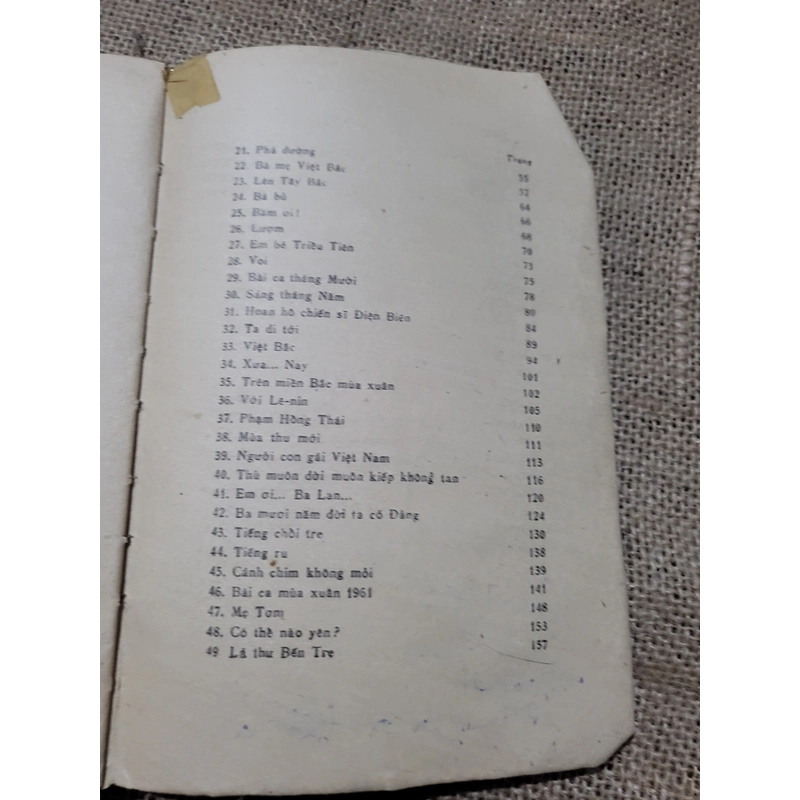 Trang
21. Phá đường
22. Bà mẹ Việt Bắc
23. Lên Tây Bắc 64
24. Bà bủ 66
25. Bầm ơi! 68
26. Lượm 70
27. Em bé Triều Tiên
28. Voi 75
29. Bài ca tháng Mười 78
30. Sáng tháng Năm 80
31. Hoan hô chiến sĩ Điện Biên 84
32. Ta đi tới 89
33. Việt Bắc 94
34. Xưa... Nay 101
35. Trên miền Bắc mùa xuân 102
36. Với Lê-nin 105
37. Phạm Hồng Thái 110
38. Mùa thu mới 111
39. Người con gái Việt Nam 113
40. Thù muôn đời muôn kiếp không tan 116
41. Em ơi... Ba Lan... 120
42. Ba mươi năm đời ta có Đảng 124
43. Tiếng chổi tre 130
44. Tiếng ru 138
45. Cánh chim không mỏi 139
46. Bài ca mùa xuân 1961 141
47. Mẹ Tơm 148
48. Có thể nào yên? 153
49 Lá thư Bến Tre 157